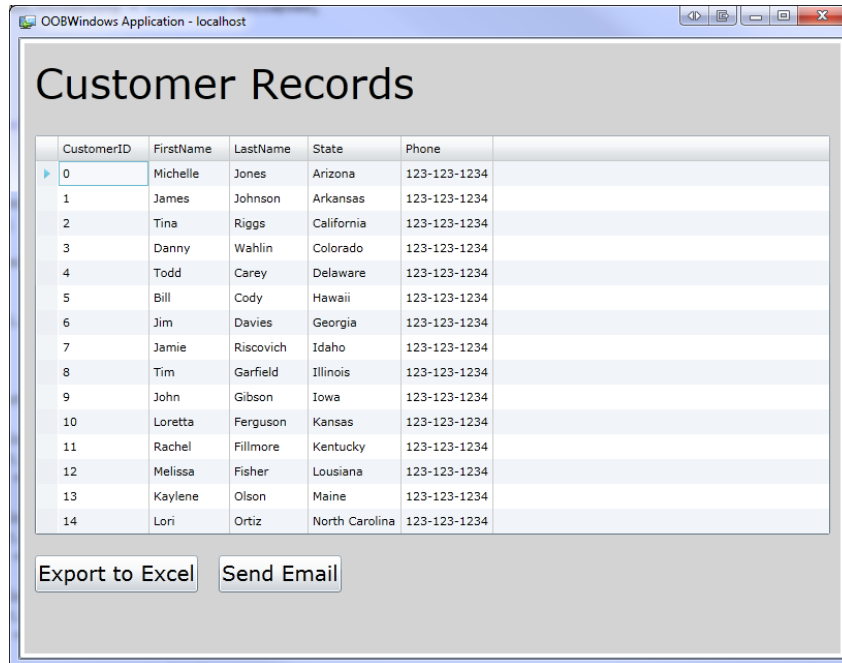 OOBWindows Application - localhost
Customer Records
CustomerID FirstName LastName State Phone
0 Michelle Jones Arizona 123-123-1234
1 James Johnson Arkansas 123-123-1234
2 Tina Riggs California 123-123-1234
3 Danny Wahlin Colorado 123-123-1234
4 Todd Carey Delaware 123-123-1234
5 Bill Cody Hawaii 123-123-1234
6 Jim Davies Georgia 123-123-1234
7 Jamie Riscovich Idaho 123-123-1234
8 Tim Garfield Illinois 123-123-1234
9 John Gibson Iowa 123-123-1234
10 Loretta Ferguson Kansas 123-123-1234
11 Rachel Fillmore Kentucky 123-123-1234
12 Melissa Fisher Lousiana 123-123-1234
13 Kaylene Olson Maine 123-123-1234
14 Lori Ortiz North Carolina 123-123-1234
Export to Excel Send Email